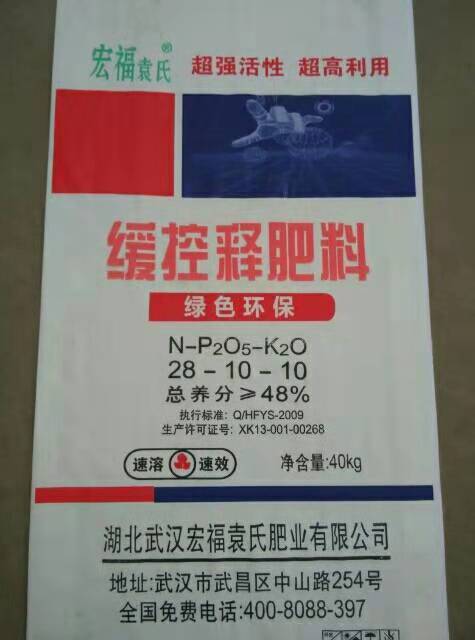 宏福袁氏® 超强活性 超高利用
缓控释肥料
绿色环保
N-P2O5-K2O
28-10-10
总养分≥48%
执行标准: Q/HFYS-2009
生产许可证号: XK13-001-00268
速溶 速效 净含量:40kg
湖北武汉宏福袁氏肥业有限公司
地址:武汉市武昌区中山路254号
全国免费电话:400-8088-397